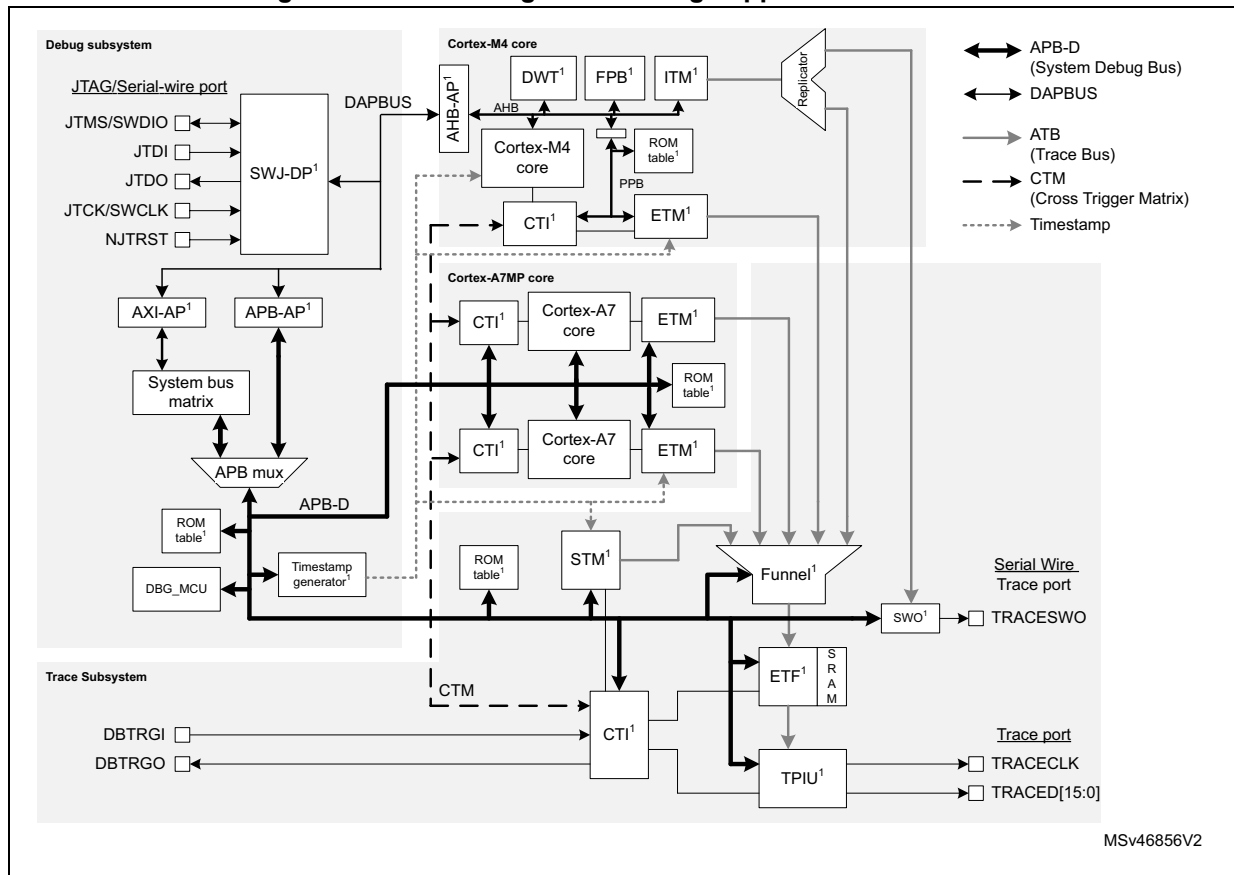 Debug subsystem
JTAG/Serial-wire port
JTMS/SWDIO
JTDI
JTDO
JTCK/SWCLK
NJTRST
SWJ-DP1
DAPBUS
AXI-AP1
APB-AP1
System bus
matrix
APB mux
APB-D
ROM
table1
DBG_MCU
Timestamp
generator1
Cortex-M4 core
AHB-AP1
AHB
DWT1
FPB1
ITM1
Replicator
Cortex-M4
core
ROM
table1
PPB
CTI1
ETM1
APB-D
(System Debug Bus)
DAPBUS
ATB
(Trace Bus)
CTM
(Cross Trigger Matrix)
Timestamp
Cortex-A7MP core
CTI1
Cortex-A7
core
ETM1
ROM
table1
CTI1
Cortex-A7
core
ETM1
ROM
table1
STM1
Funnel1
Serial Wire
Trace port
SWO1
TRACESWO
ETF1
SRAM
Trace Subsystem
CTM
DBTRGI
DBTRGO
CTI1
TPIU1
Trace port
TRACECLK
TRACED[15:0]
MSv46856V2